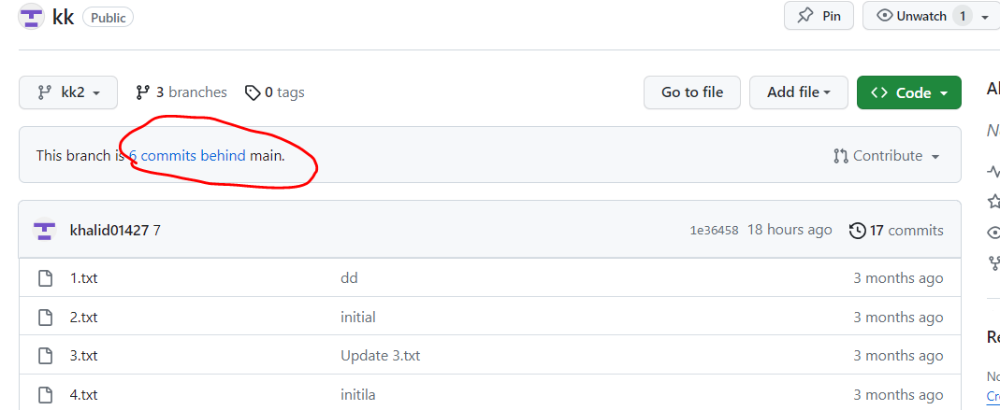 kk Public Pin Unwatch 1
kk2 3 branches 0 tags Go to file Add file Code
This branch is 6 commits behind main. Contribute
khalid01427 7 1e36458 18 hours ago 17 commits
1.txt dd 3 months ago
2.txt initial 3 months ago
3.txt Update 3.txt 3 months ago
4.txt initila 3 months ago